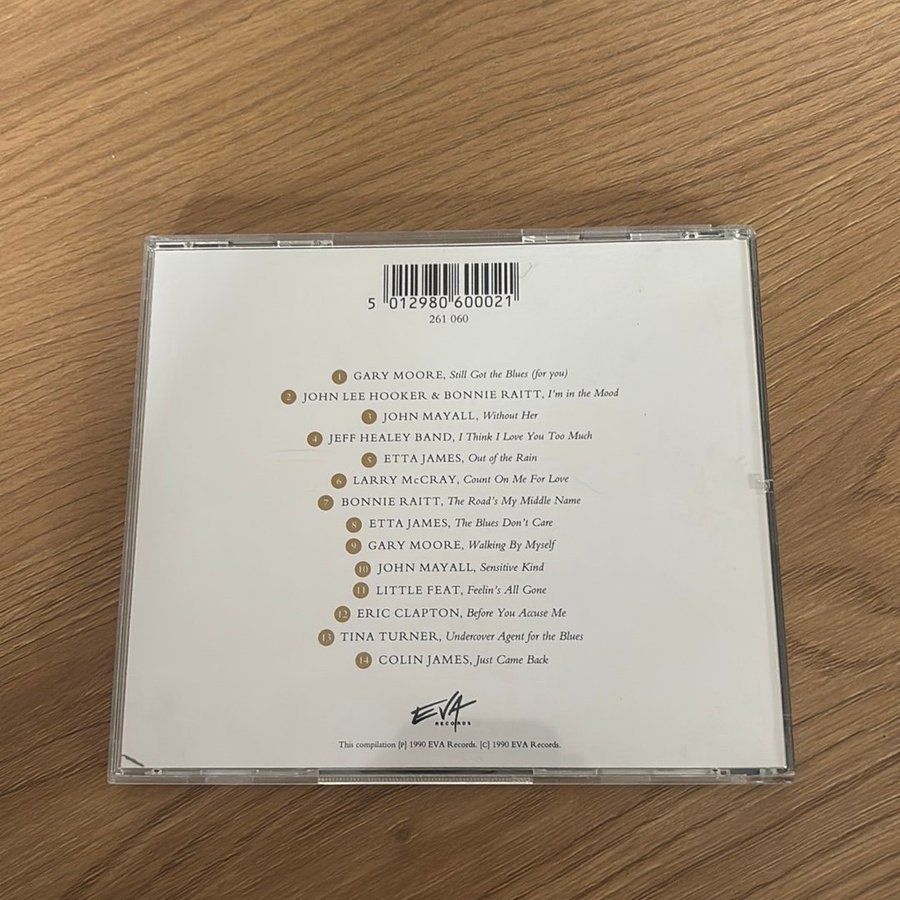 5 012980 600021
261 060
1 GARY MOORE, Still Got the Blues (for you)
2 JOHN LEE HOOKER & BONNIE RAITT, I'm in the Mood
3 JOHN MAYALL, Without Her
4 JEFF HEALEY BAND, I Think I Love You Too Much
5 ETTA JAMES, Out of the Rain
6 LARRY McCRAY, Count On Me For Love
7 BONNIE RAITT, The Road's My Middle Name
8 ETTA JAMES, The Blues Don't Care
9 GARY MOORE, Walking By Myself
10 JOHN MAYALL, Sensitive Kind
11 LITTLE FEAT, Feelin's All Gone
12 ERIC CLAPTON, Before You Accuse Me
13 TINA TURNER, Undercover Agent for the Blues
14 COLIN JAMES, Just Came Back
EVA
RECORDS
This compilation [P] 1990 EVA Records. [C] 1990 EVA Records.